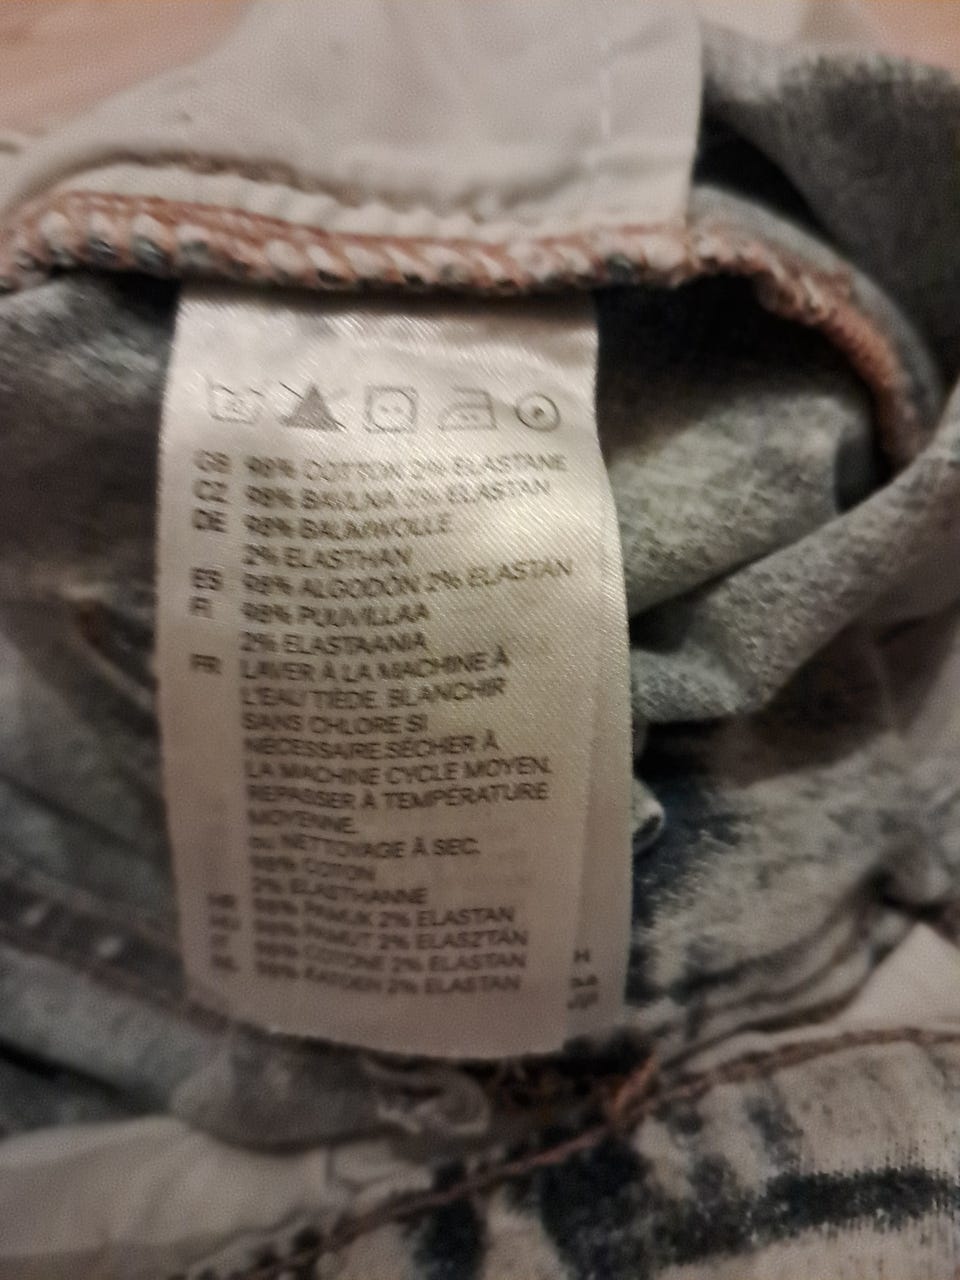 GB 98% COTTON 2% ELASTANE
CZ 98% BAVLNA 2% ELASTAN
DE 98% BAUMWOLLE
2% ELASTHAN
ES 98% ALGODÓN 2% ELASTAN
FI 98% PUUVILLAA
2% ELASTAANIA
FR LAVER À LA MACHINE À
L'EAU TIÈDE. BLANCHIR
SANS CHLORE SI
NÉCESSAIRE SÉCHER À
LA MACHINE CYCLE MOYEN.
REPASSER À TEMPÉRATURE
MOYENNE.
ou NETTOYAGE À SEC.
98% COTON
2% ELASTHANNE
HR 98% PAMUK 2% ELASTAN
HU 98% PAMUT 2% ELASZTÁN
IT 98% COTONE 2% ELASTAN
NL 98% KATOEN 2% ELASTAN
H